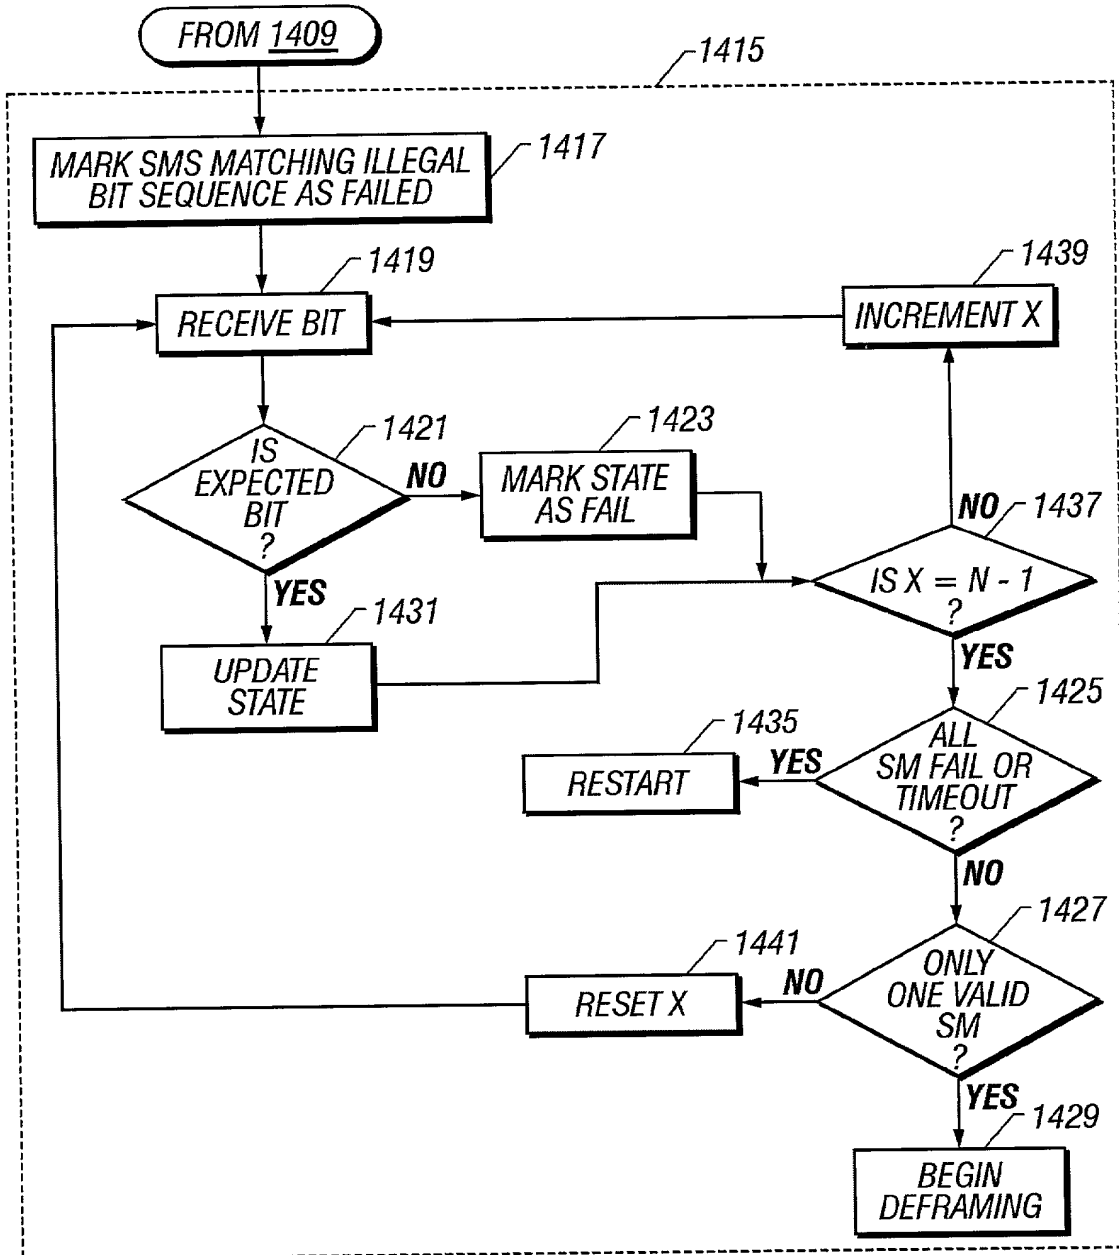 FROM 1409
1415
MARK SMS MATCHING ILLEGAL
BIT SEQUENCE AS FAILED
1417
1419
RECEIVE BIT
1439
INCREMENT X
IS
EXPECTED
BIT
?
1421
NO
1423
MARK STATE
AS FAIL
YES
1431
UPDATE
STATE
NO
1437
IS X = N - 1
?
YES
1425
ALL
SM FAIL OR
TIMEOUT
?
YES
1435
RESTART
NO
1427
ONLY
ONE VALID
SM
?
NO
1441
RESET X
YES
1429
BEGIN
DEFRAMING